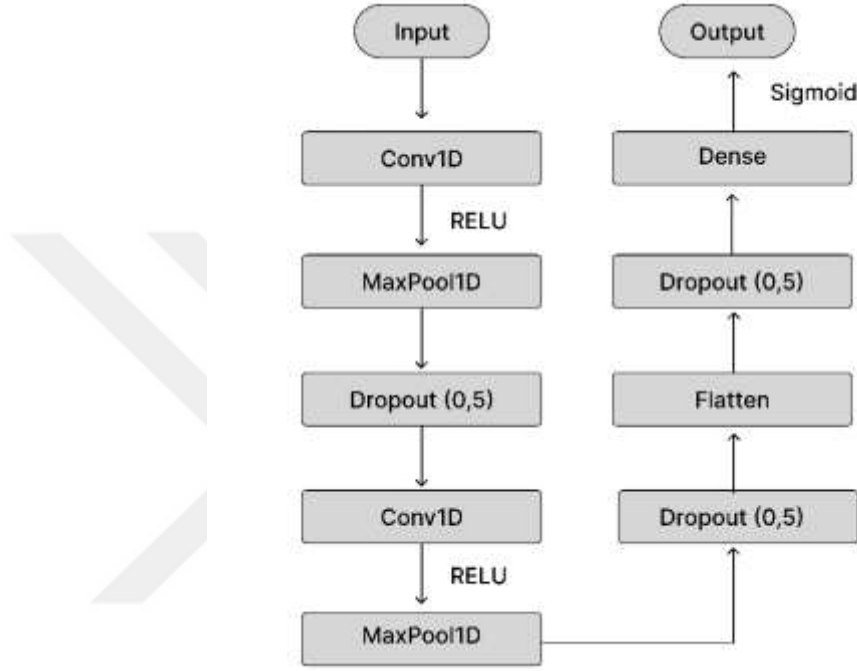 Input
Conv1D
RELU
MaxPool1D
Dropout (0,5)
Conv1D
RELU
MaxPool1D
Dropout (0,5)
Flatten
Dropout (0,5)
Dense
Sigmoid
Output